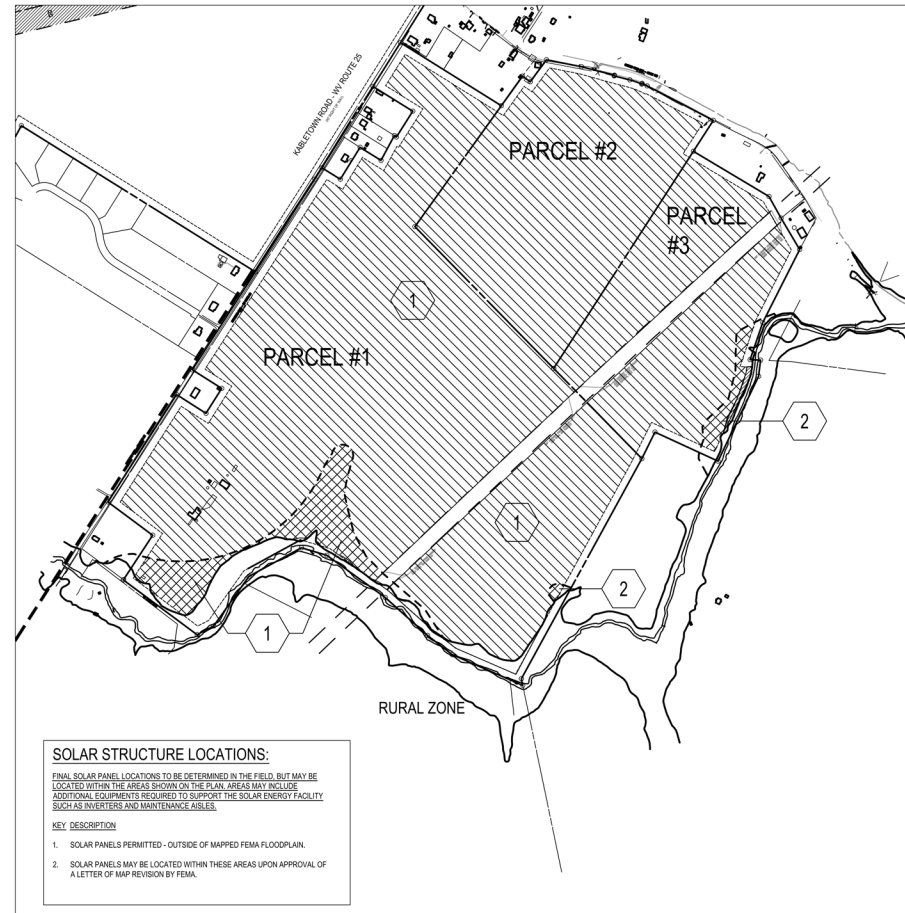 KABLETOWN ROAD - WV ROUTE 25
PARCEL #2
PARCEL
#3
1
PARCEL #1
2
1
2
1
RURAL ZONE
SOLAR STRUCTURE LOCATIONS:
FINAL SOLAR PANEL LOCATIONS TO BE DETERMINED IN THE FIELD, BUT MAY BE
LOCATED WITHIN THE AREAS SHOWN ON THE PLAN. AREAS MAY INCLUDE
ADDITIONAL EQUIPMENTS REQUIRED TO SUPPORT THE SOLAR ENERGY FACILITY
SUCH AS INVERTERS AND MAINTENANCE AISLES.
KEY DESCRIPTION
1. SOLAR PANELS PERMITTED - OUTSIDE OF MAPPED FEMA FLOODPLAIN.
2. SOLAR PANELS MAY BE LOCATED WITHIN THESE AREAS UPON APPROVAL OF
A LETTER OF MAP REVISION BY FEMA.